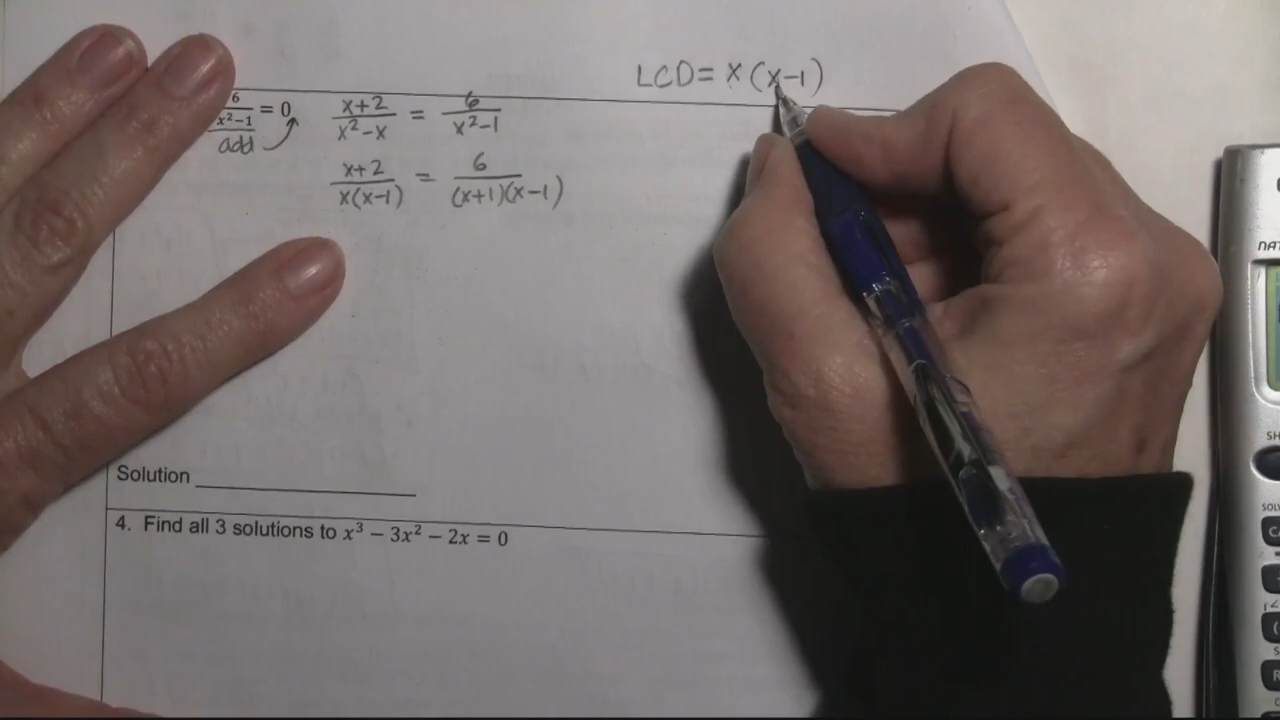 LCD = x (x-1)
6/(x²-1) = 0
add
(x+2)/(x²-x) = 6/(x²-1)
(x+2)/(x(x-1)) = 6/((x+1)(x-1))
Solution
4. Find all 3 solutions to x³ − 3x² − 2x = 0